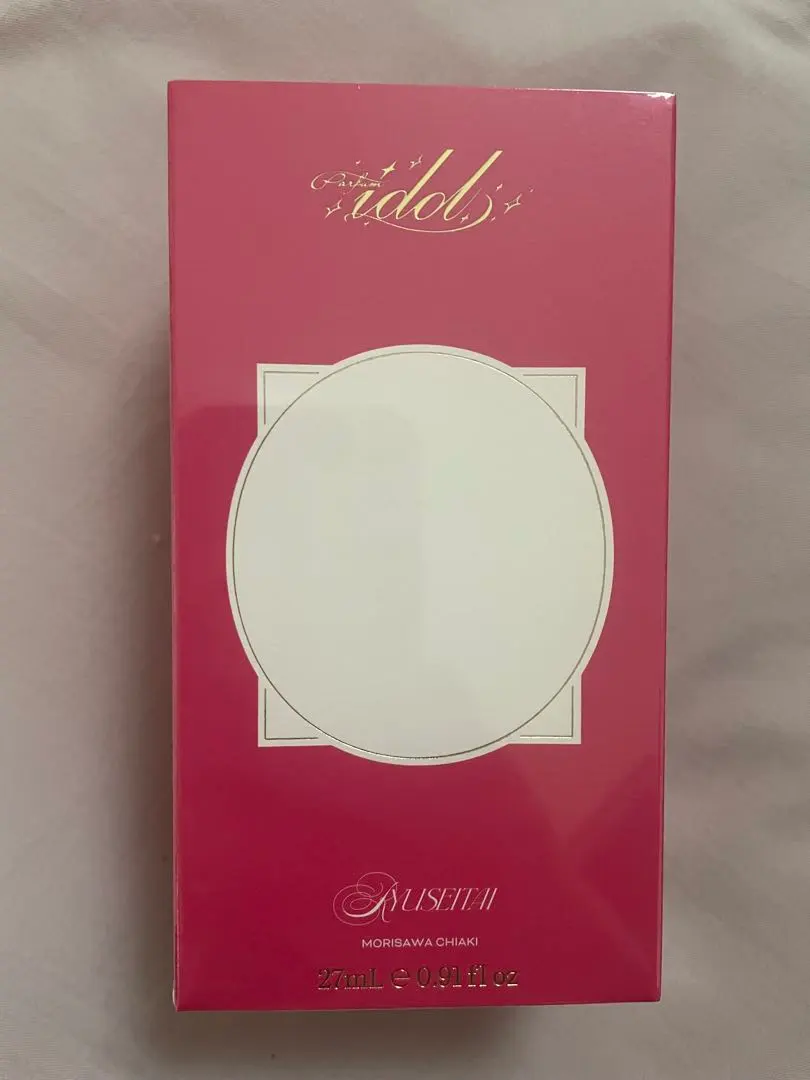 Parfum
idol
RYUSEITAI
MORISAWA CHIAKI
27mL ℮ 0.91 fl oz